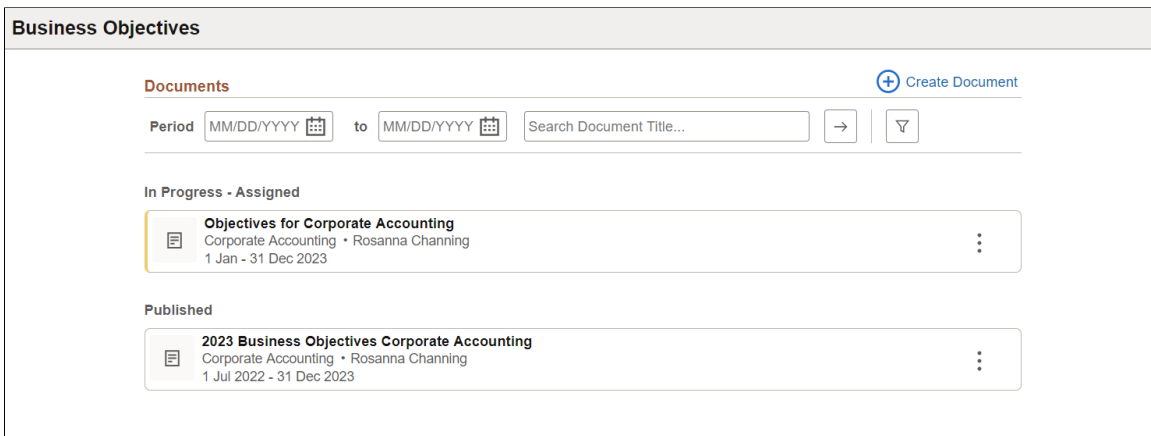 Business Objectives
Documents
Create Document
Period MM/DD/YYYY to MM/DD/YYYY Search Document Title...
In Progress - Assigned
Objectives for Corporate Accounting
Corporate Accounting • Rosanna Channing
1 Jan - 31 Dec 2023
Published
2023 Business Objectives Corporate Accounting
Corporate Accounting • Rosanna Channing
1 Jul 2022 - 31 Dec 2023